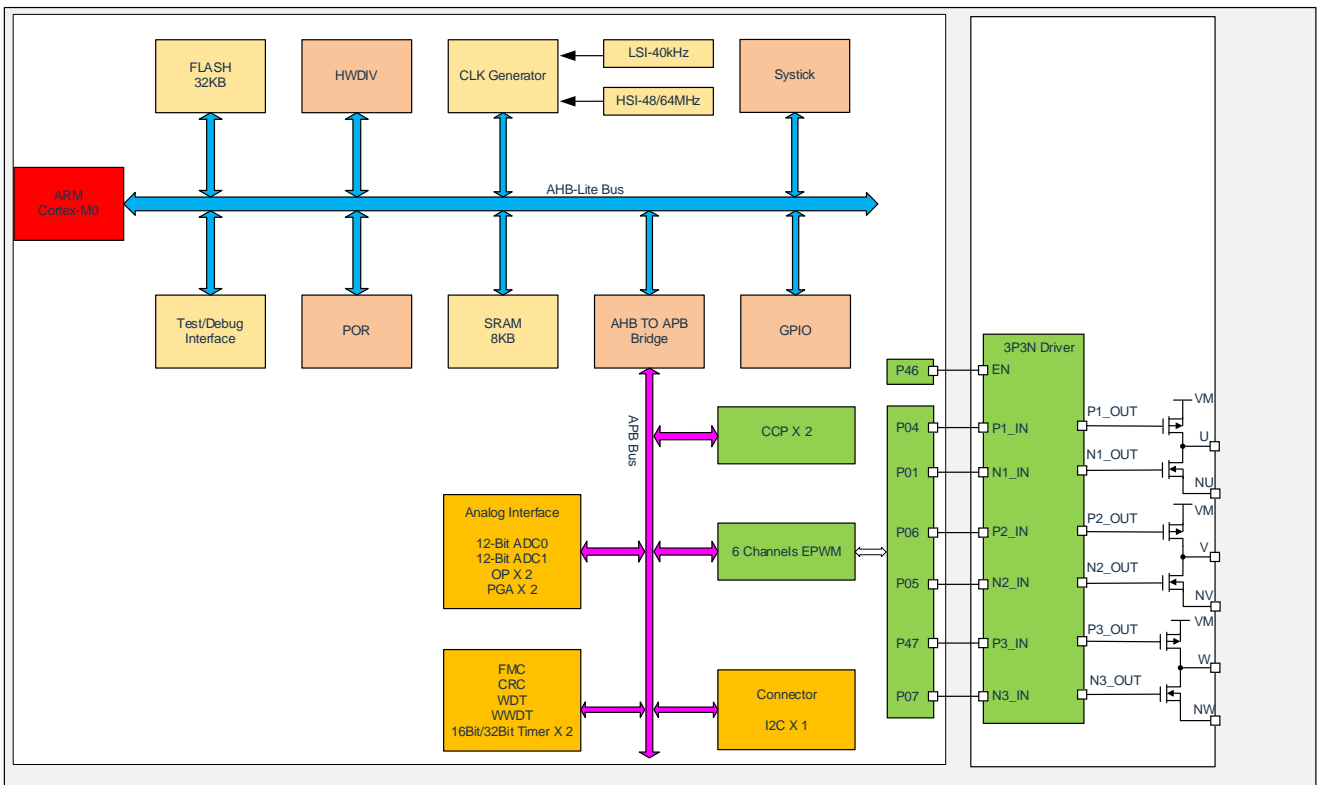 FLASH
32KB
HWDIV
CLK Generator
LSI-40kHz
HSI-48/64MHz
Systick
ARM
Cortex-M0
AHB-Lite Bus
Test/Debug
Interface
POR
SRAM
8KB
AHB TO APB
Bridge
GPIO
APB Bus
CCP X 2
Analog Interface
12-Bit ADC0
12-Bit ADC1
OP X 2
PGA X 2
6 Channels EPWM
FMC
CRC
WDT
WWDT
16Bit/32Bit Timer X 2
Connector
I2C X 1
P46
P04
P01
P06
P05
P47
P07
3P3N Driver
EN
P1_IN
N1_IN
P2_IN
N2_IN
P3_IN
N3_IN
P1_OUT
N1_OUT
P2_OUT
N2_OUT
P3_OUT
N3_OUT
VM
U
NU
VM
V
NV
VM
W
NW